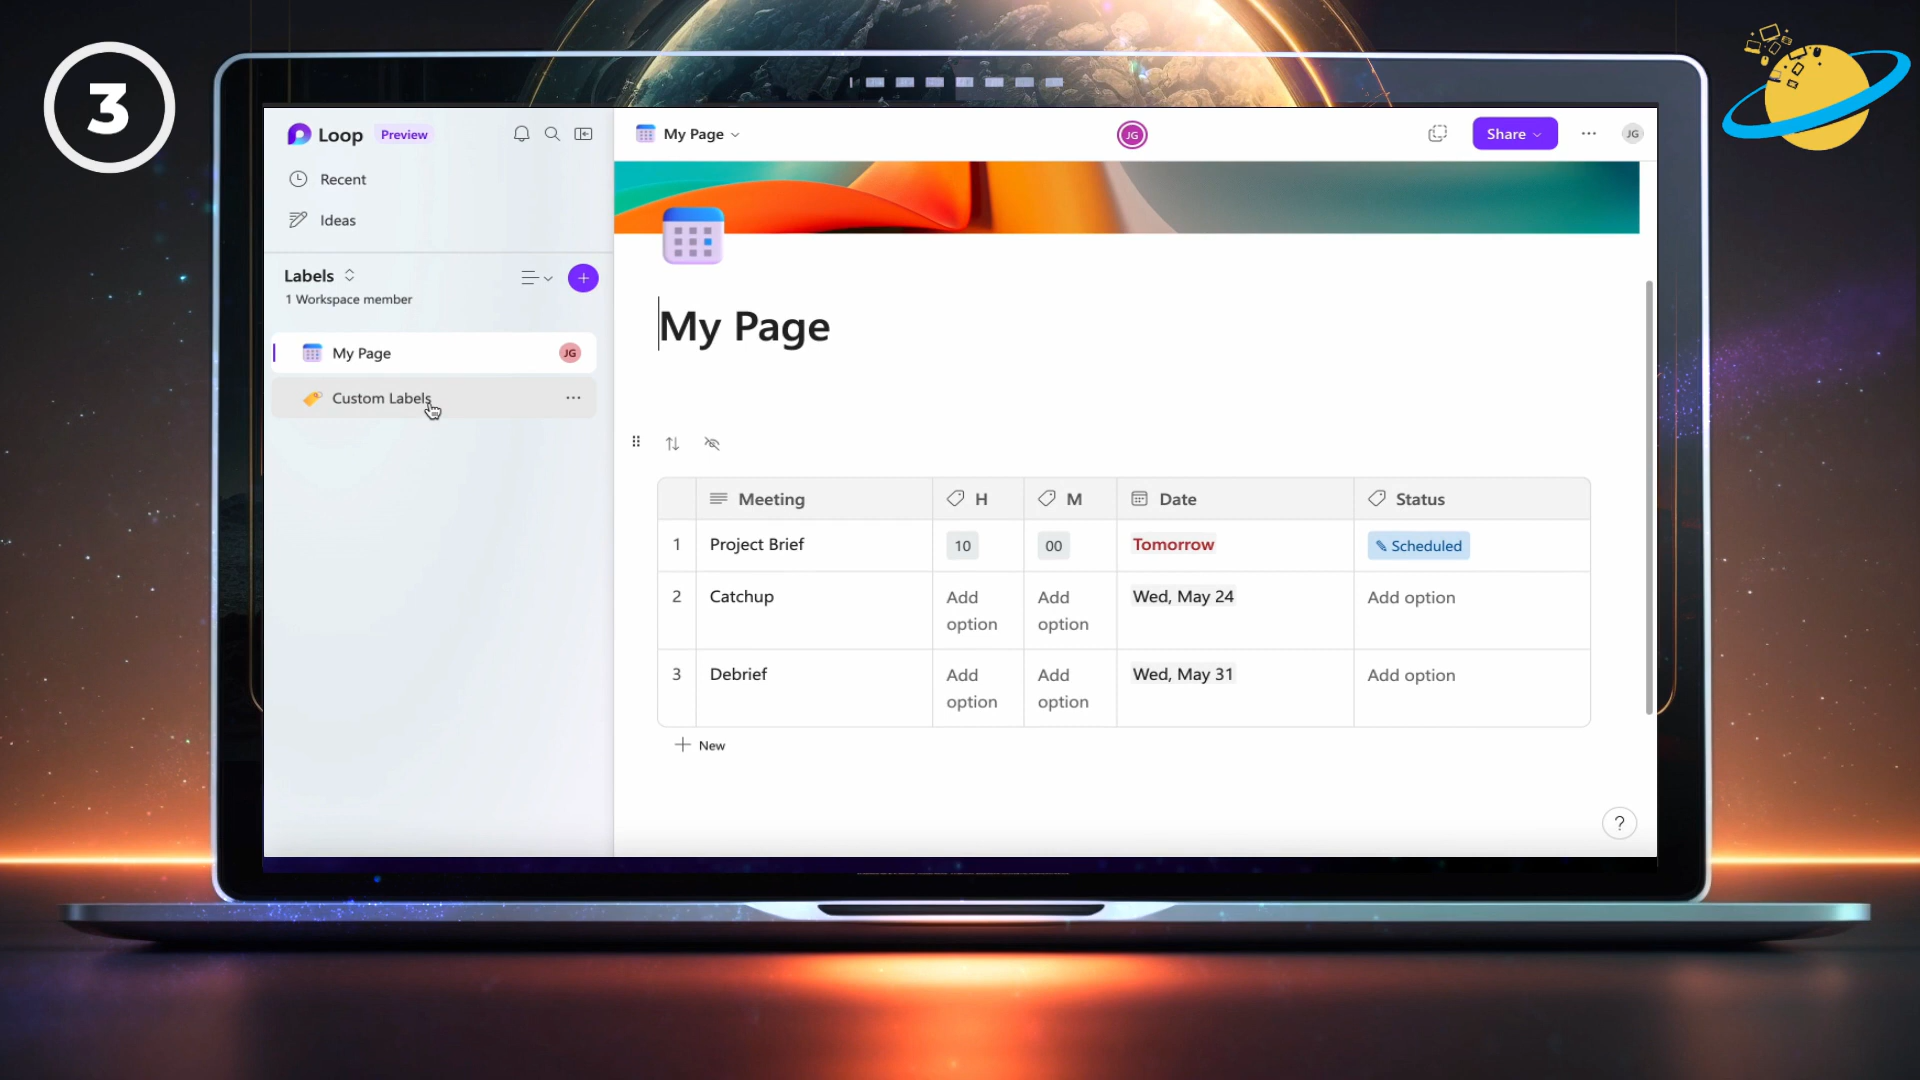 3
Loop Preview
My Page
JG
Share
JG
Recent
Ideas
Labels
1 Workspace member
My Page
JG
Custom Labels
My Page
Meeting H M Date Status
1 Project Brief 10 00 Tomorrow Scheduled
2 Catchup Add option Add option Wed, May 24 Add option
3 Debrief Add option Add option Wed, May 31 Add option
New
?